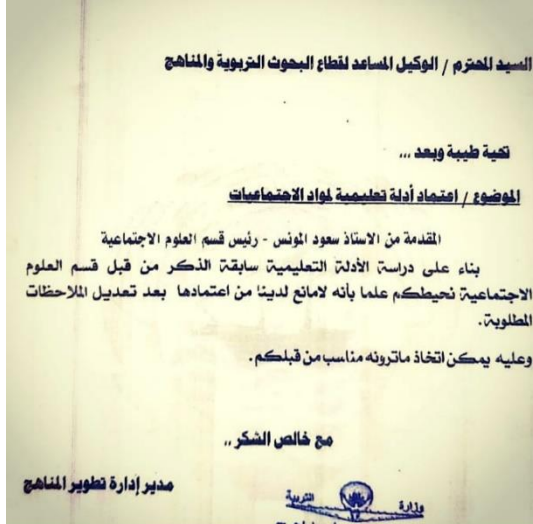 السيد المحترم / الوكيل المساعد لقطاع البحوث التربوية والمناهج
تحية طيبة وبعد ...
الموضوع / اعتماد أدلة تعليمية لمواد الاجتماعيات
المقدمة من الاستاذ سعود المونس - رئيس قسم العلوم الاجتماعية
بناء على دراسة الأدلة التعليمية سابقة الذكر من قبل قسم العلوم
الاجتماعية نحيطكم علما بأنه لامانع لدينا من اعتمادها بعد تعديل الملاحظات
المطلوبة.
وعليه يمكن اتخاذ ماترونه مناسب من قبلكم.
مع خالص الشكر ,,
مدير إدارة تطوير المناهج
وزارة التربية